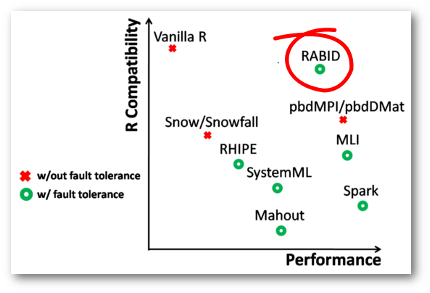 R Compatibility
Vanilla R
RABID
pbdMPI/pbdDMat
Snow/Snowfall
MLI
RHIPE
SystemML
Spark
Mahout
w/out fault tolerance
w/ fault tolerance
Performance